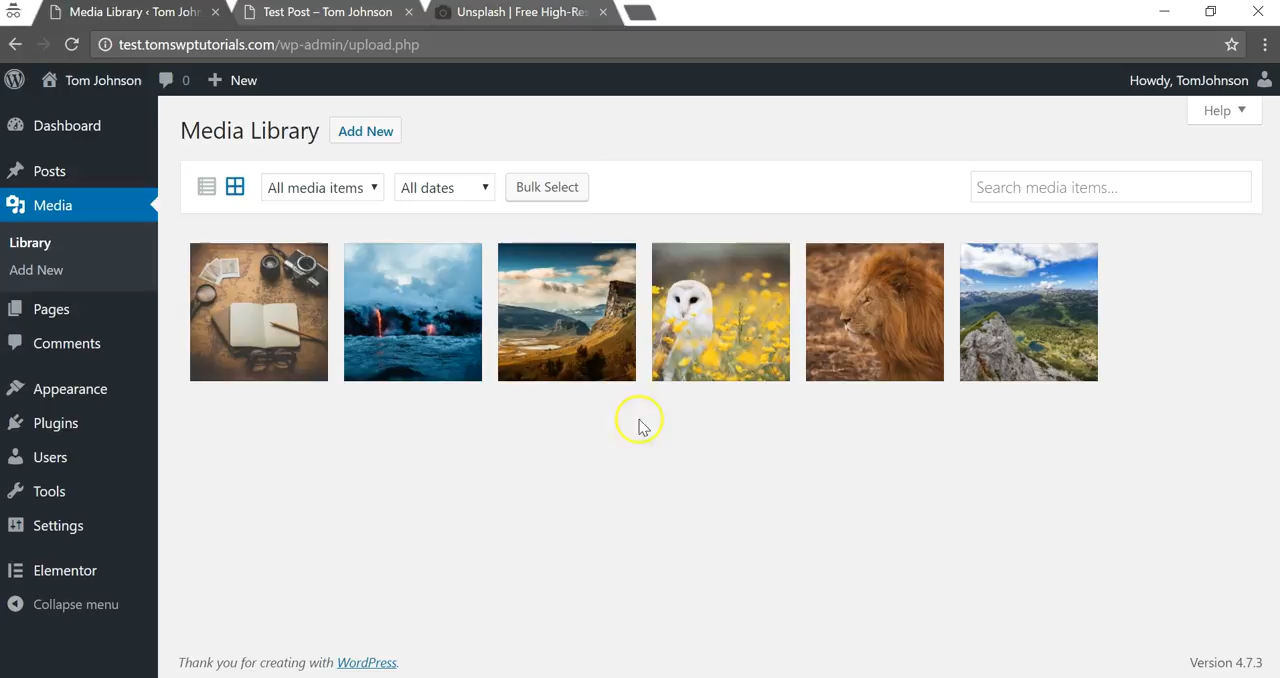 Media Library ‹ Tom Joh
Test Post – Tom Johnson
Unsplash | Free High-Res
test.tomswptutorials.com/wp-admin/upload.php
Tom Johnson
0
New
Howdy, TomJohnson
Dashboard
Posts
Media
Library
Add New
Pages
Comments
Appearance
Plugins
Users
Tools
Settings
Elementor
Collapse menu
Help
Media Library
Add New
All media items
All dates
Bulk Select
Search media items...
Thank you for creating with WordPress.
Version 4.7.3